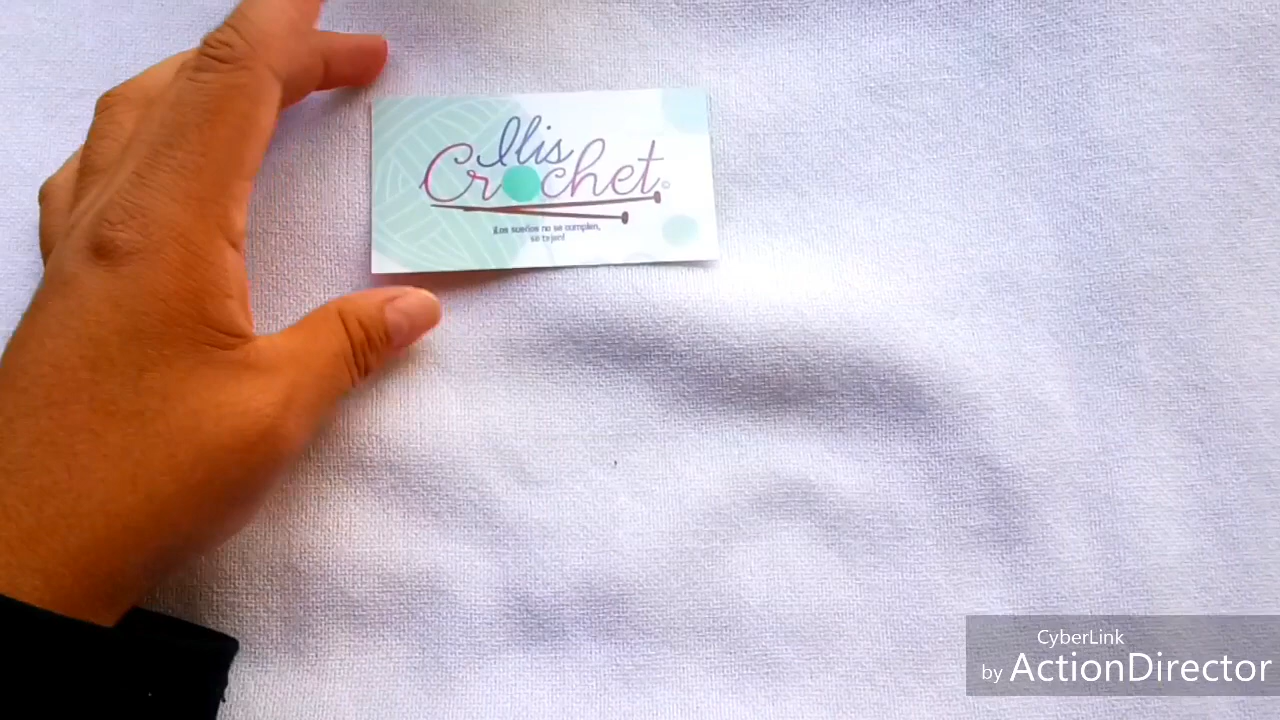 Ilis
Crochet©
¡Los sueños no se cumplen,
se tejen!
CyberLink
by ActionDirector